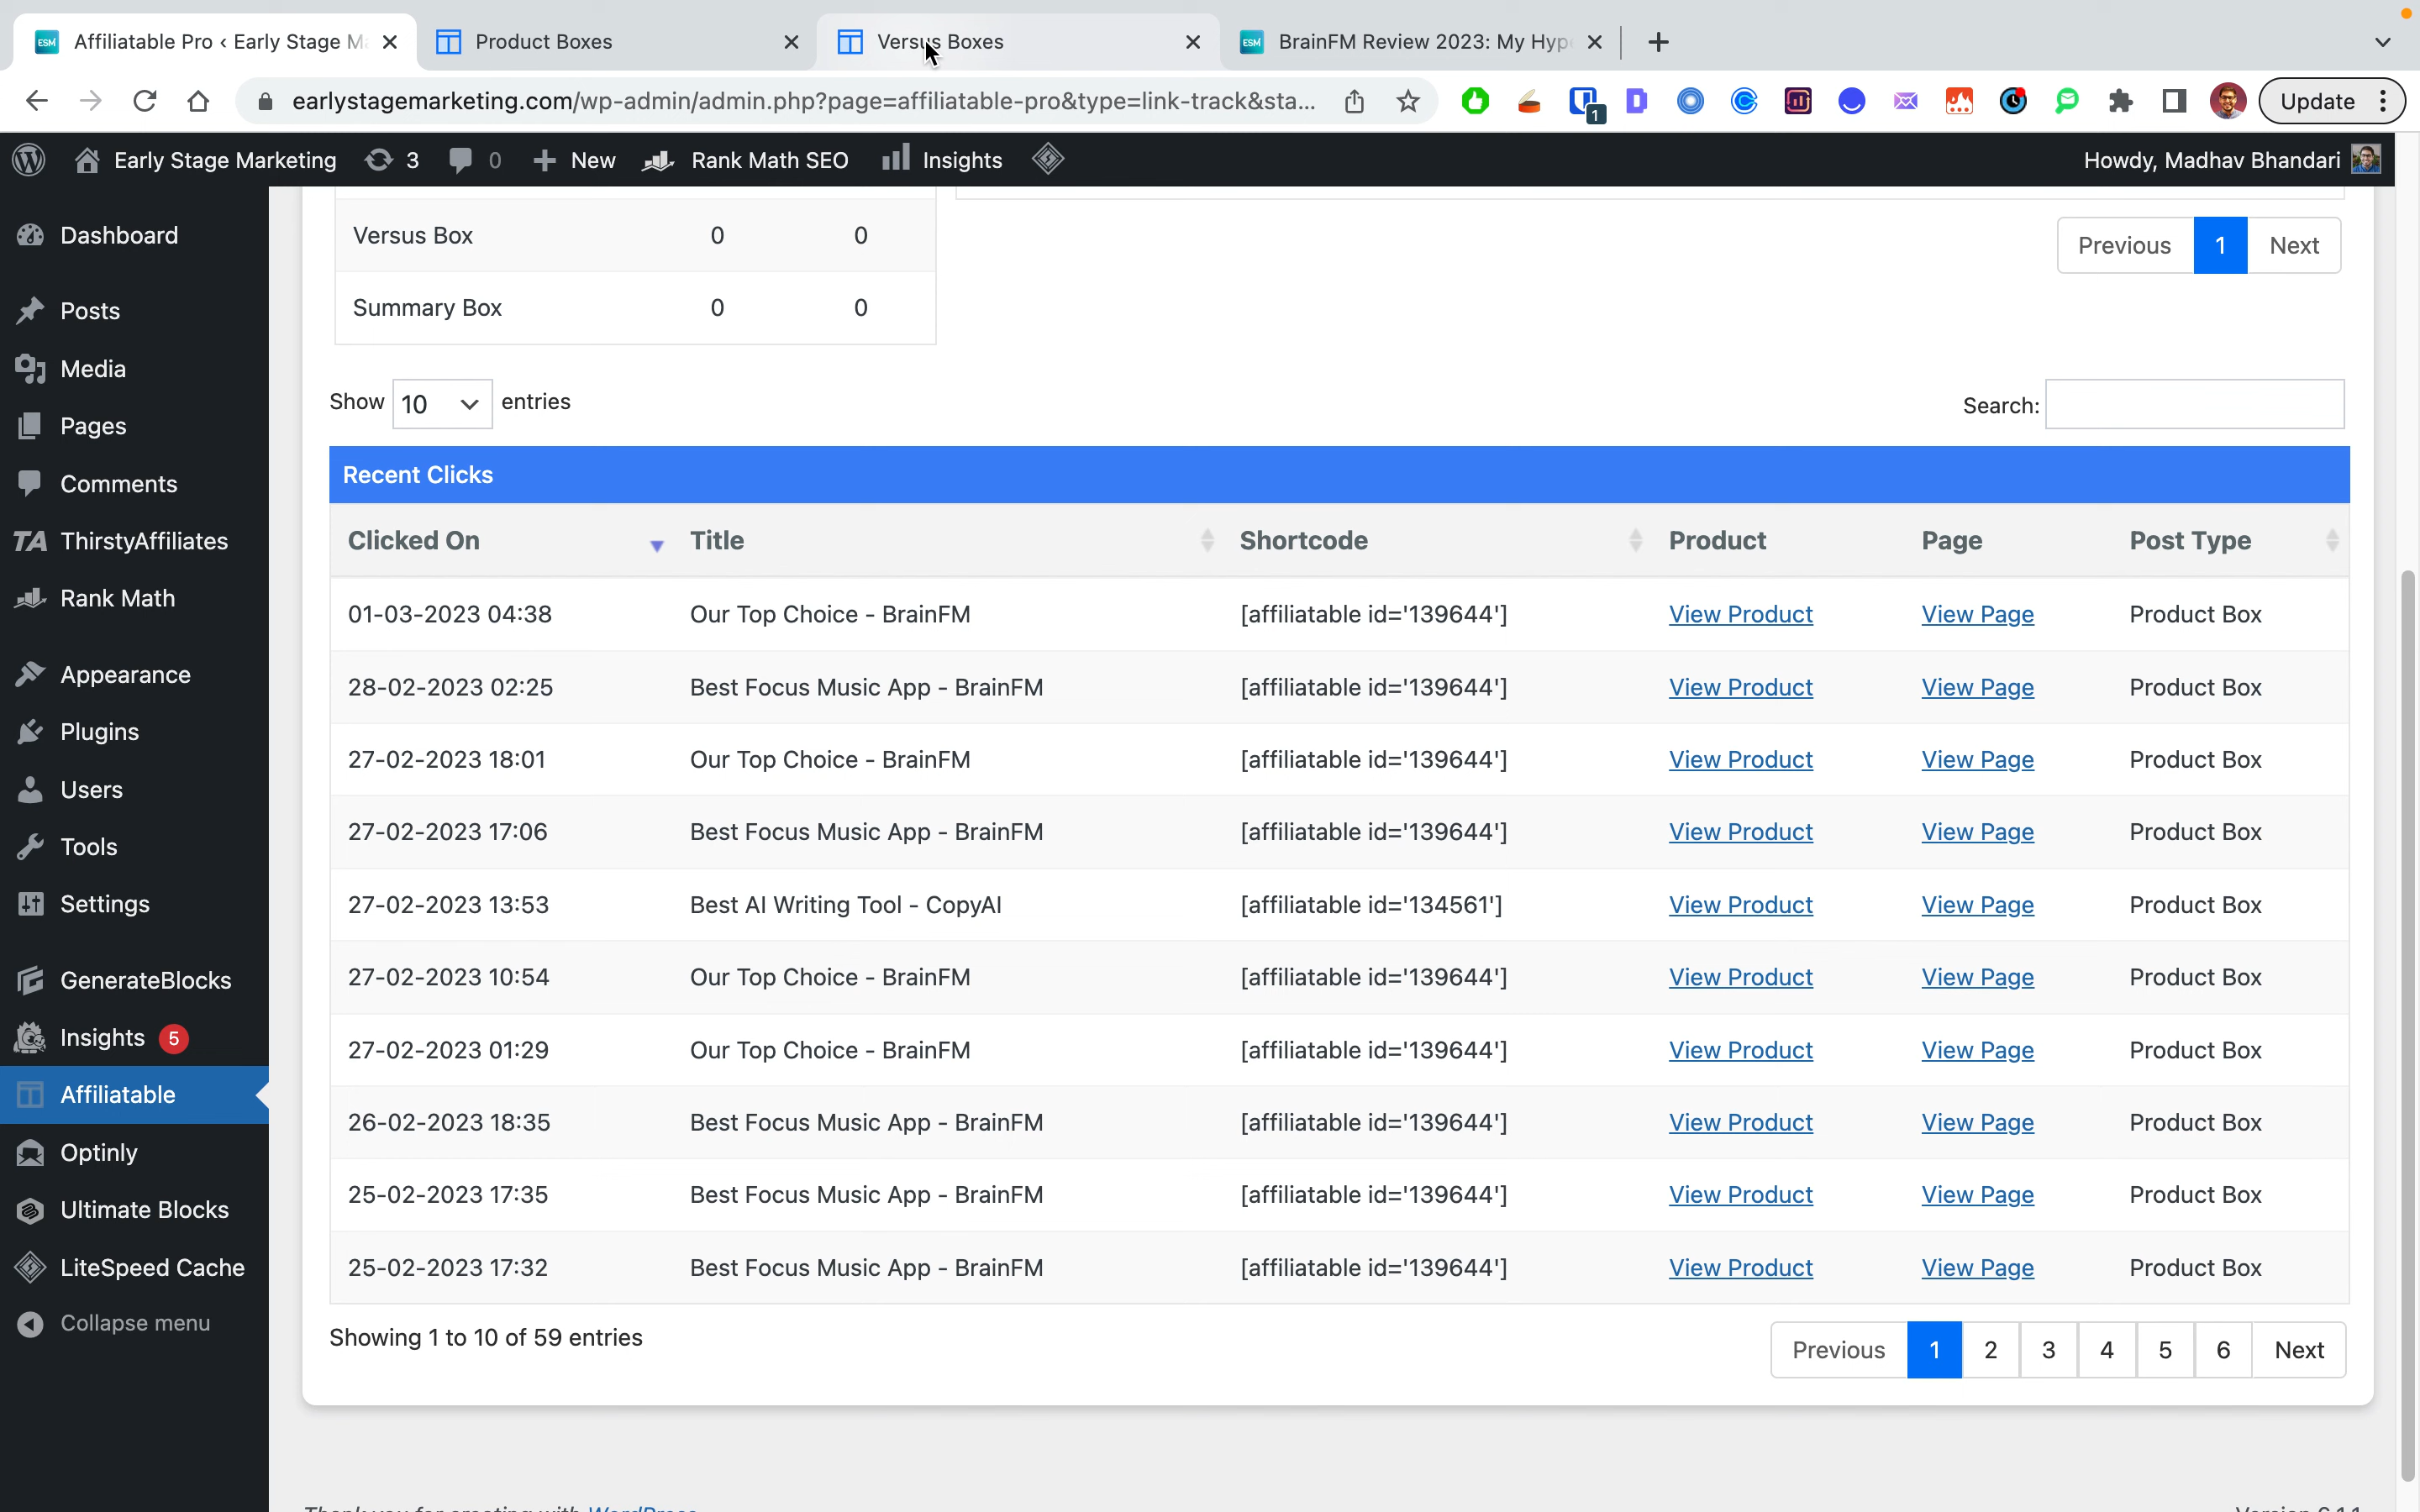 Affiliatable Pro ‹ Early Stage M
Product Boxes
Versus Boxes
BrainFM Review 2023: My Hyp
earlystagemarketing.com/wp-admin/admin.php?page=affiliatable-pro&type=link-track&sta...
1
Update
Early Stage Marketing
3
0
New
Rank Math SEO
Insights
Howdy, Madhav Bhandari
Dashboard
Posts
Media
Pages
Comments
TA ThirstyAffiliates
Rank Math
Appearance
Plugins
Users
Tools
Settings
GenerateBlocks
Insights 5
Affiliatable
Optinly
Ultimate Blocks
LiteSpeed Cache
Collapse menu
Versus Box 0 0
Summary Box 0 0
Previous 1 Next
Show 10 entries
Search:
Recent Clicks
Clicked On Title Shortcode Product Page Post Type
01-03-2023 04:38 Our Top Choice - BrainFM [affiliatable id='139644'] View Product View Page Product Box
28-02-2023 02:25 Best Focus Music App - BrainFM [affiliatable id='139644'] View Product View Page Product Box
27-02-2023 18:01 Our Top Choice - BrainFM [affiliatable id='139644'] View Product View Page Product Box
27-02-2023 17:06 Best Focus Music App - BrainFM [affiliatable id='139644'] View Product View Page Product Box
27-02-2023 13:53 Best AI Writing Tool - CopyAI [affiliatable id='134561'] View Product View Page Product Box
27-02-2023 10:54 Our Top Choice - BrainFM [affiliatable id='139644'] View Product View Page Product Box
27-02-2023 01:29 Our Top Choice - BrainFM [affiliatable id='139644'] View Product View Page Product Box
26-02-2023 18:35 Best Focus Music App - BrainFM [affiliatable id='139644'] View Product View Page Product Box
25-02-2023 17:35 Best Focus Music App - BrainFM [affiliatable id='139644'] View Product View Page Product Box
25-02-2023 17:32 Best Focus Music App - BrainFM [affiliatable id='139644'] View Product View Page Product Box
Showing 1 to 10 of 59 entries
Previous 1 2 3 4 5 6 Next